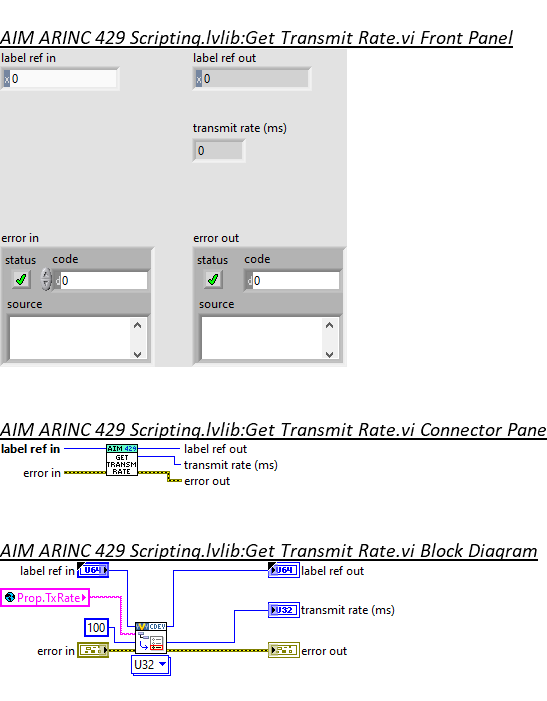 AIM ARINC 429 Scripting.lvlib:Get Transmit Rate.vi Front Panel
label ref in
label ref out
x 0
x 0
transmit rate (ms)
0
error in
error out
status code
status code
d 0
d 0
source
source
AIM ARINC 429 Scripting.lvlib:Get Transmit Rate.vi Connector Pane
label ref in
AIM 429
GET
TRANSM
RATE
label ref out
transmit rate (ms)
error in
error out
AIM ARINC 429 Scripting.lvlib:Get Transmit Rate.vi Block Diagram
label ref in
U64
U64
label ref out
Prop.TxRate
U32
transmit rate (ms)
100
CDEV
error in
error out
U32